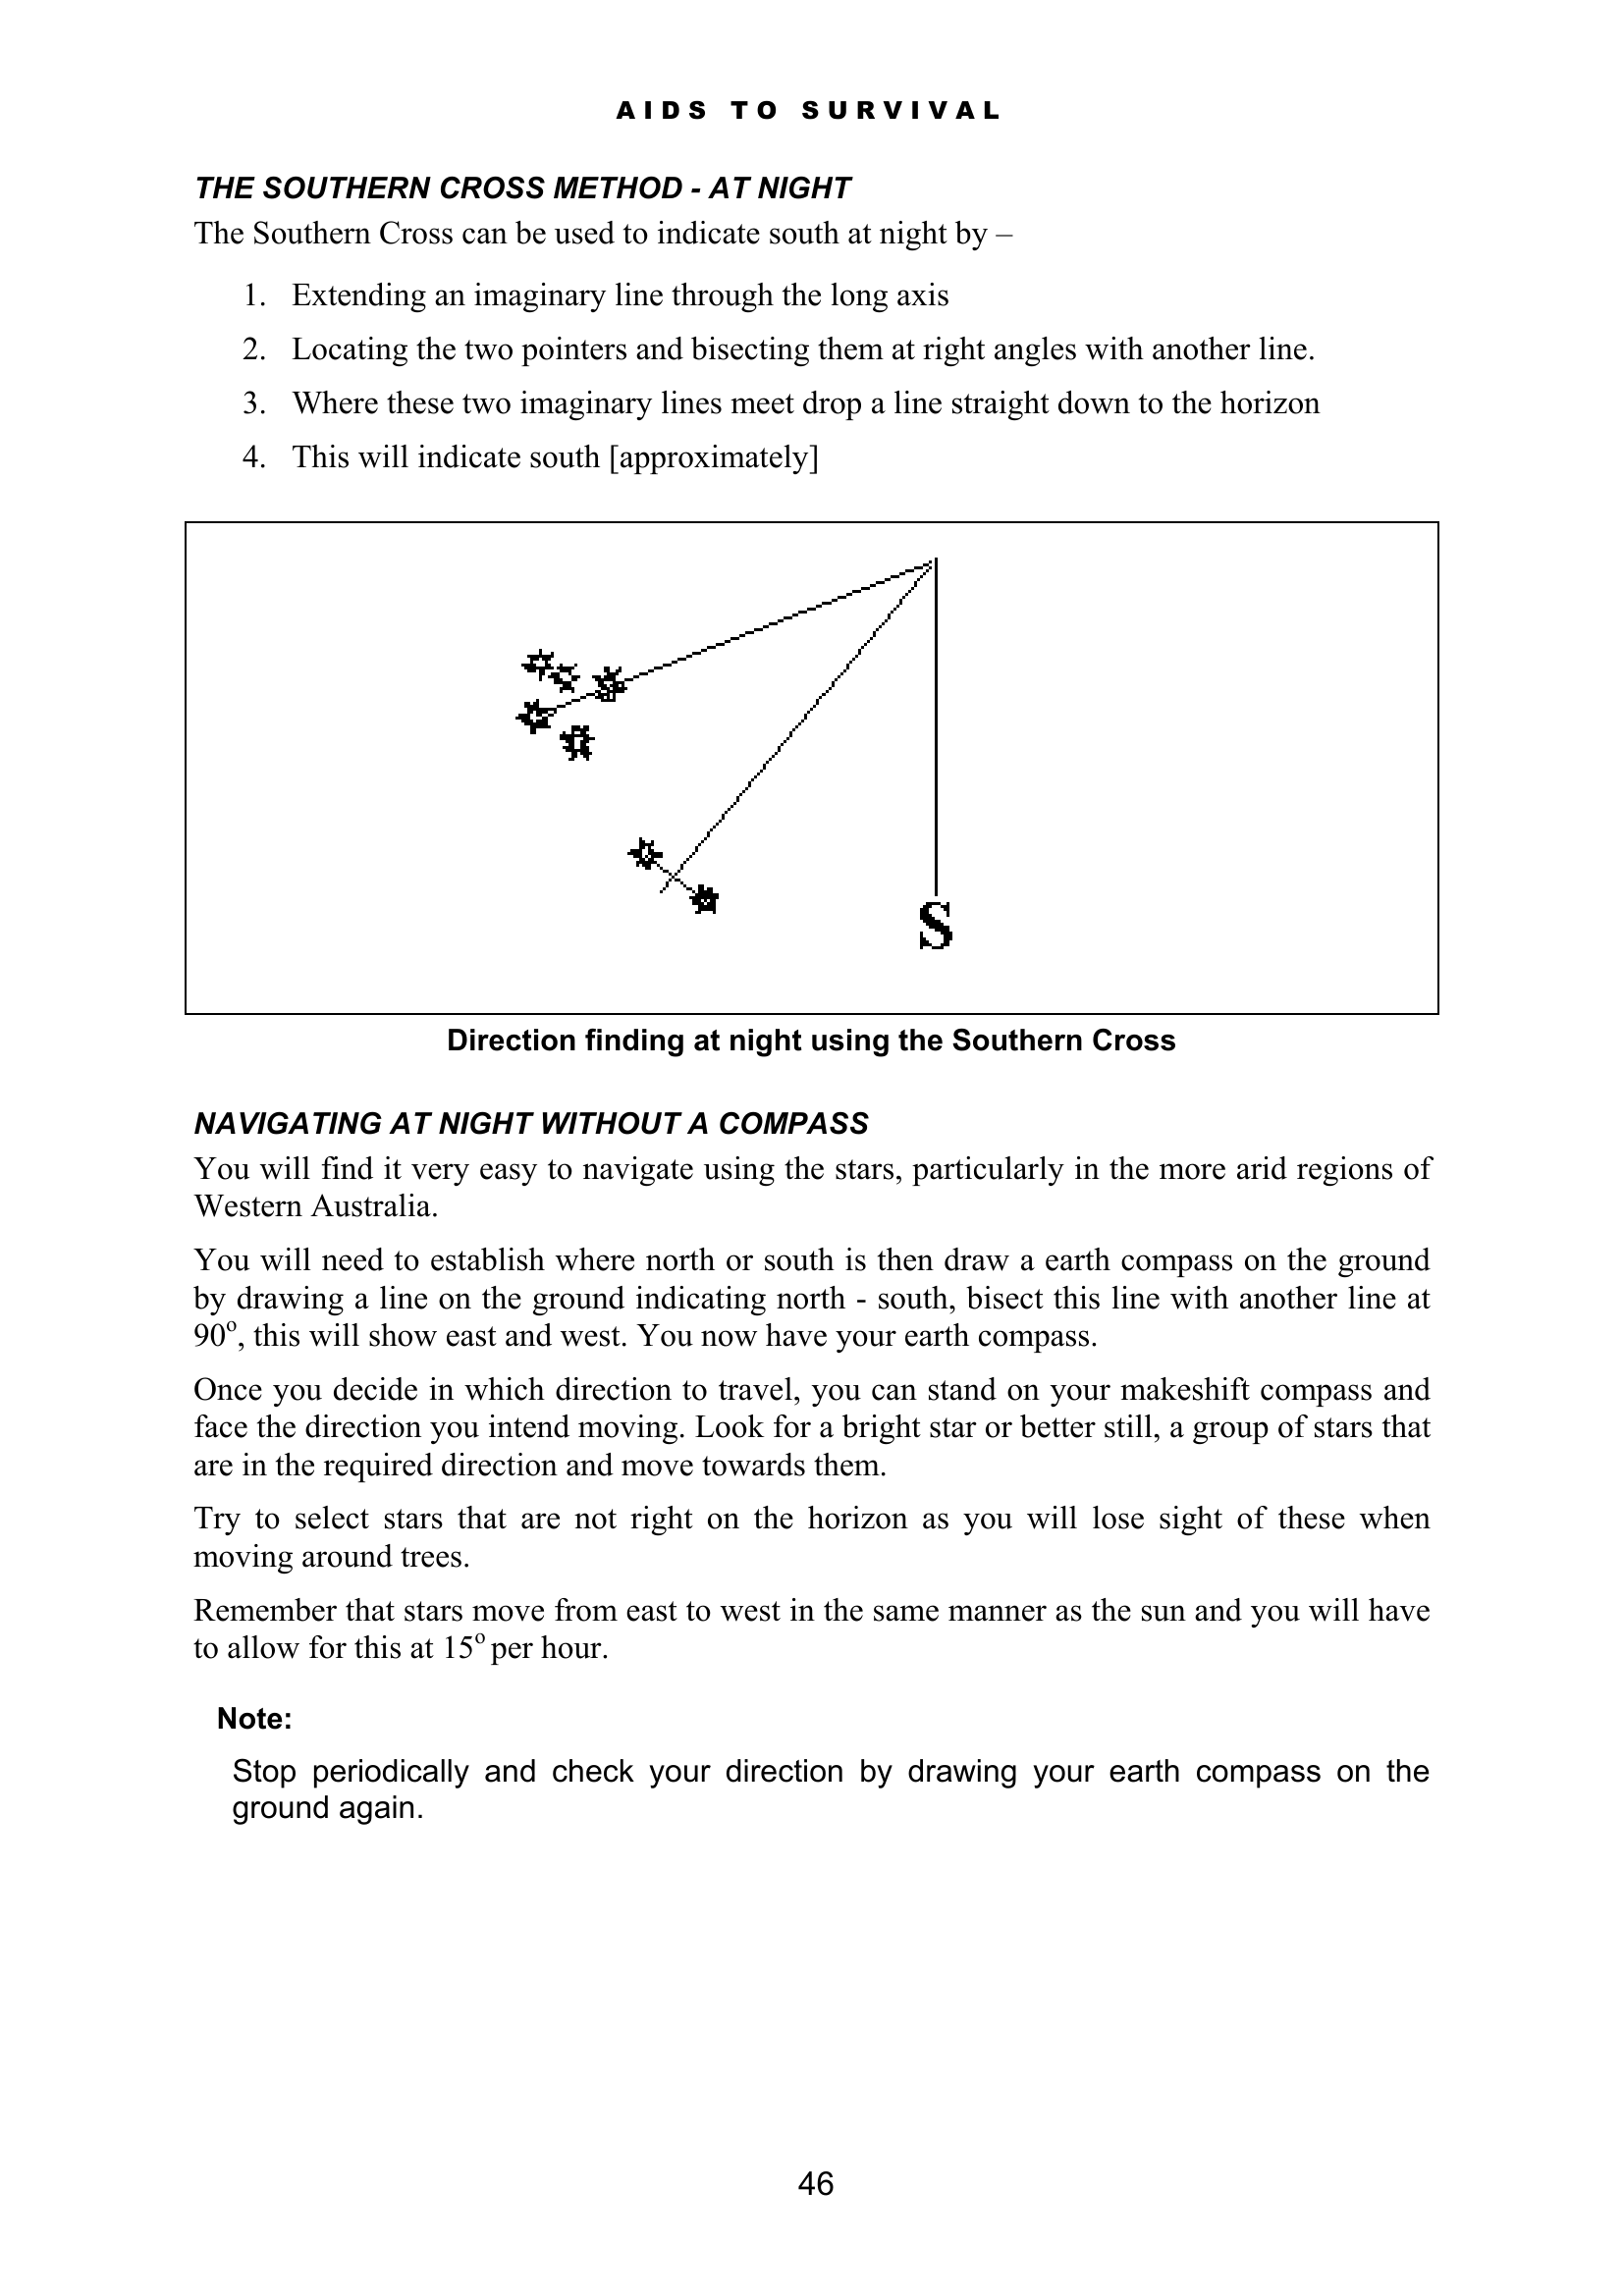 AIDS TO SURVIVAL
THE SOUTHERN CROSS METHOD - AT NIGHT
The Southern Cross can be used to indicate south at night by –
1. Extending an imaginary line through the long axis
2. Locating the two pointers and bisecting them at right angles with another line.
3. Where these two imaginary lines meet drop a line straight down to the horizon
4. This will indicate south [approximately]
S
Direction finding at night using the Southern Cross
NAVIGATING AT NIGHT WITHOUT A COMPASS
You will find it very easy to navigate using the stars, particularly in the more arid regions of
Western Australia.
You will need to establish where north or south is then draw a earth compass on the ground
by drawing a line on the ground indicating north - south, bisect this line with another line at
90º, this will show east and west. You now have your earth compass.
Once you decide in which direction to travel, you can stand on your makeshift compass and
face the direction you intend moving. Look for a bright star or better still, a group of stars that
are in the required direction and move towards them.
Try to select stars that are not right on the horizon as you will lose sight of these when
moving around trees.
Remember that stars move from east to west in the same manner as the sun and you will have
to allow for this at 15º per hour.
Note:
Stop periodically and check your direction by drawing your earth compass on the
ground again.
46